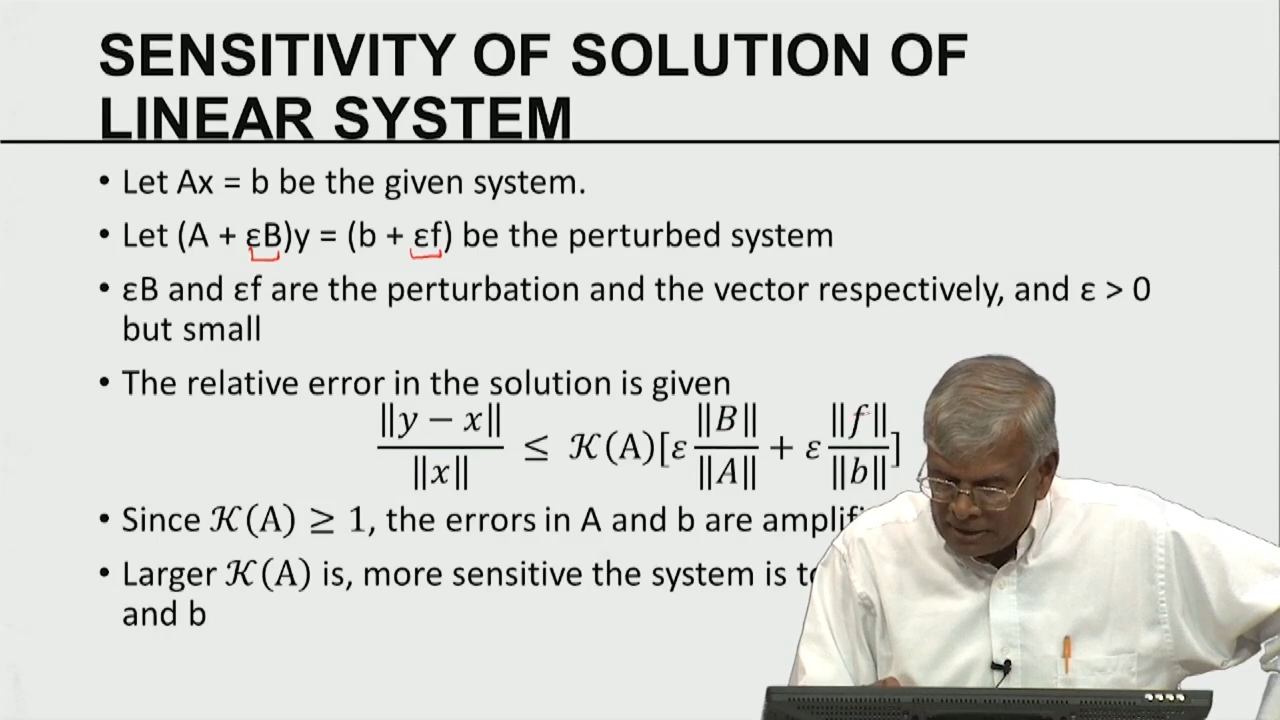 SENSITIVITY OF SOLUTION OF
LINEAR SYSTEM
• Let Ax = b be the given system.
• Let (A + εB)y = (b + εf) be the perturbed system
• εB and εf are the perturbation and the vector respectively, and ε > 0
but small
• The relative error in the solution is given
‖y − x‖ / ‖x‖ ≤ 𝒦(A)[ε ‖B‖ / ‖A‖ + ε ‖f‖ / ‖b‖]
• Since 𝒦(A) ≥ 1, the errors in A and b are
• Larger 𝒦(A) is, more sensitive the system is
and b